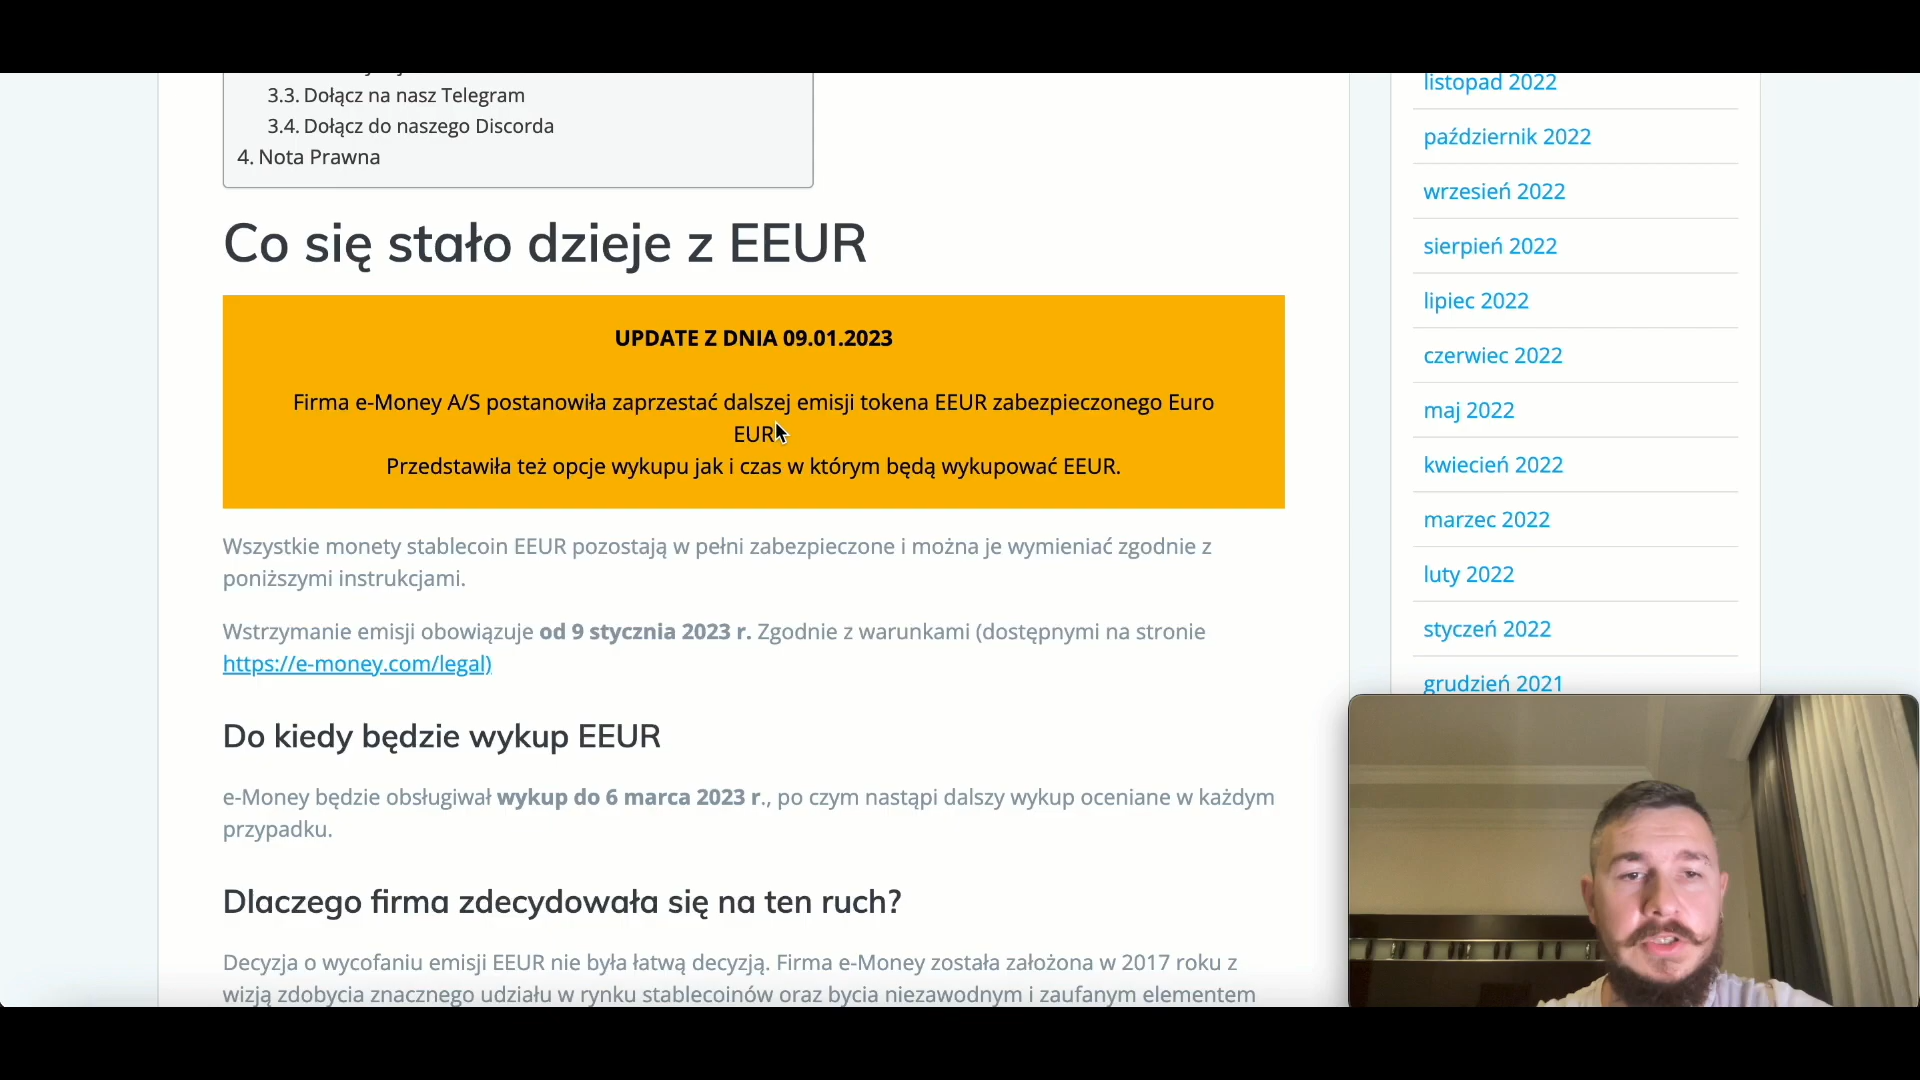 3.3. Dołącz na nasz Telegram
3.4. Dołącz do naszego Discorda
4. Nota Prawna
Co się stało dzieje z EEUR
UPDATE Z DNIA 09.01.2023
Firma e-Money A/S postanowiła zaprzestać dalszej emisji tokena EEUR zabezpieczonego Euro
EUR
Przedstawiła też opcje wykupu jak i czas w którym będą wykupować EEUR.
Wszystkie monety stablecoin EEUR pozostają w pełni zabezpieczone i można je wymieniać zgodnie z
poniższymi instrukcjami.
Wstrzymanie emisji obowiązuje od 9 stycznia 2023 r. Zgodnie z warunkami (dostępnymi na stronie
https://e-money.com/legal)
Do kiedy będzie wykup EEUR
e-Money będzie obsługiwał wykup do 6 marca 2023 r., po czym nastąpi dalszy wykup oceniane w każdym
przypadku.
Dlaczego firma zdecydowała się na ten ruch?
Decyzja o wycofaniu emisji EEUR nie była łatwą decyzją. Firma e-Money została założona w 2017 roku z
wizją zdobycia znacznego udziału w rynku stablecoinów oraz bycia niezawodnym i zaufanym elementem
listopad 2022
październik 2022
wrzesień 2022
sierpień 2022
lipiec 2022
czerwiec 2022
maj 2022
kwiecień 2022
marzec 2022
luty 2022
styczeń 2022
grudzień 2021